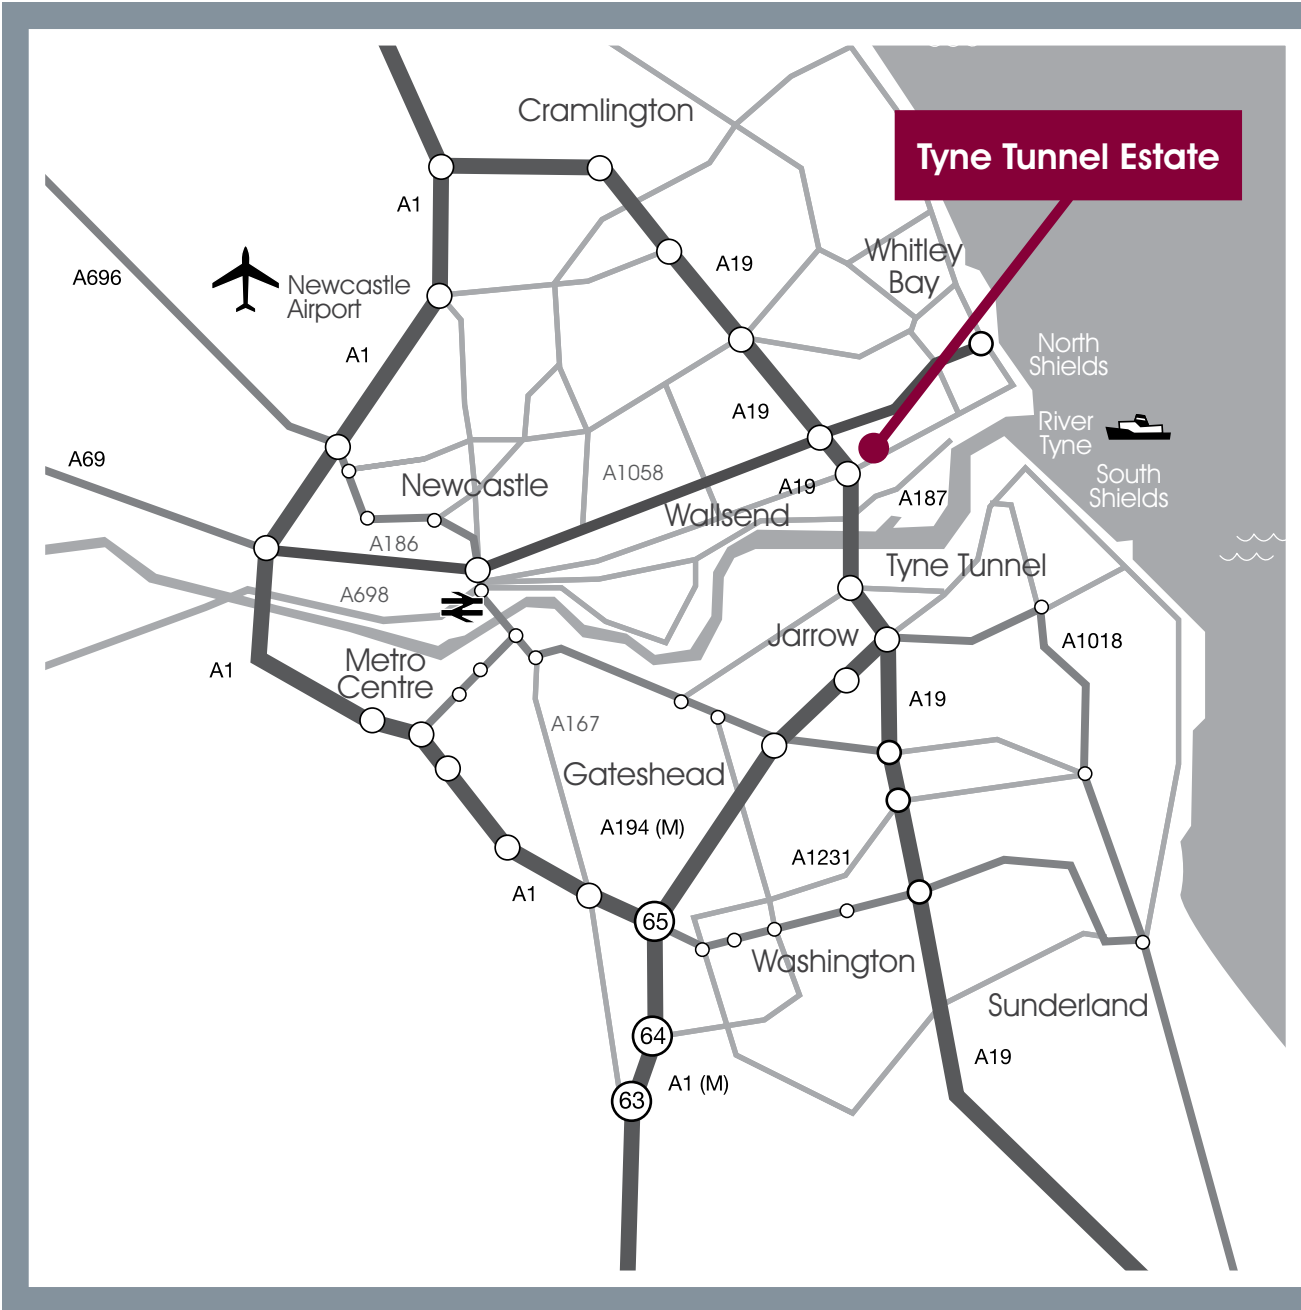 Cramlington
Tyne Tunnel Estate
A1
A696
Newcastle
Airport
A19
Whitley
Bay
A1
North
Shields
A19
River
Tyne
A69
A1058
South
Shields
Newcastle
A19
A187
Wallsend
A186
Tyne Tunnel
A698
Jarrow
A1018
A1
Metro
Centre
A19
A167
Gateshead
A194 (M)
A1231
A1
65
Washington
Sunderland
64
A19
A1 (M)
63